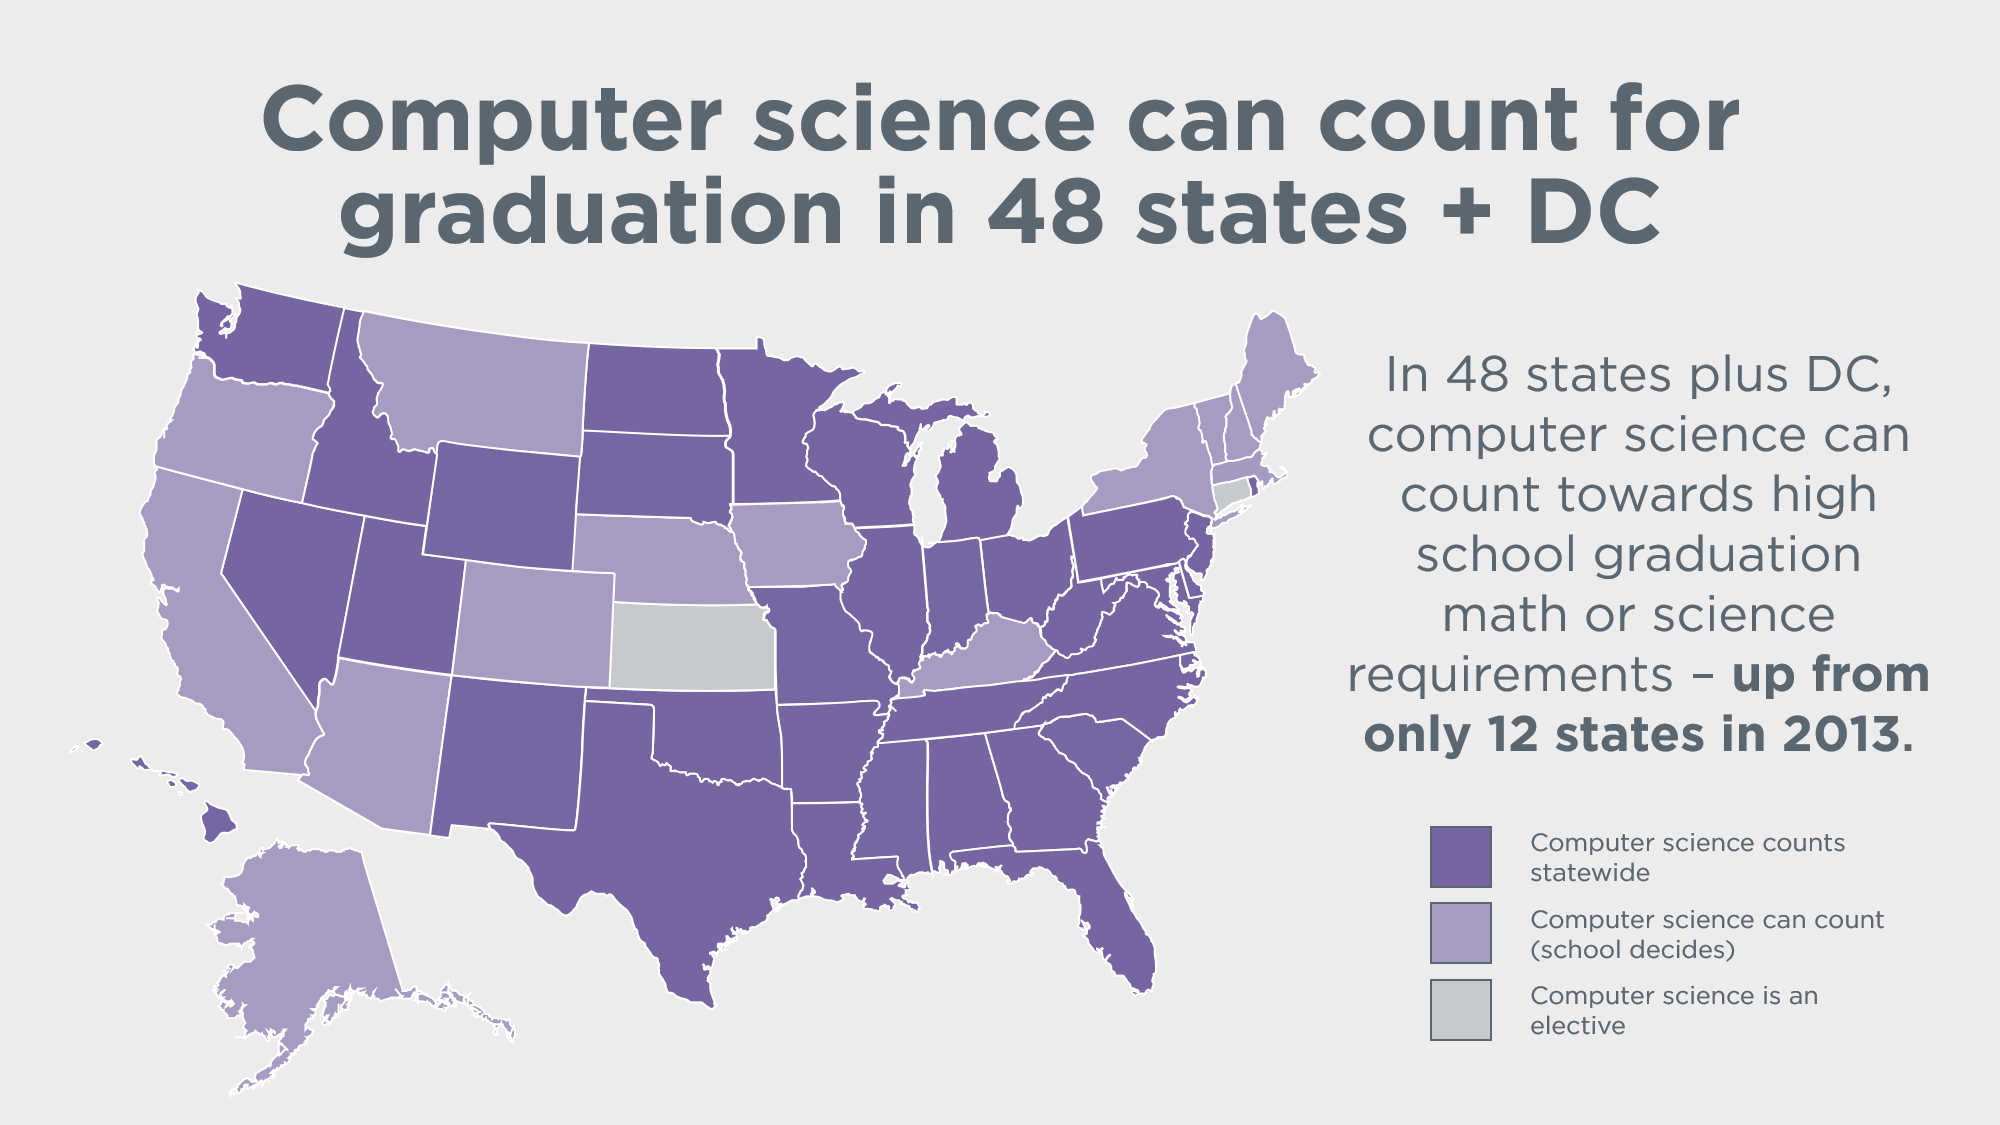 Computer science can count for
graduation in 48 states + DC
In 48 states plus DC,
computer science can
count towards high
school graduation
math or science
requirements – up from
only 12 states in 2013.
Computer science counts
statewide
Computer science can count
(school decides)
Computer science is an
elective